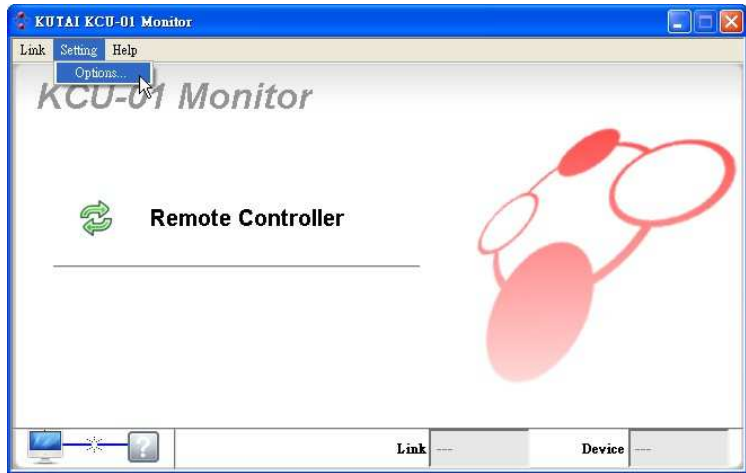 KUTAI KCU-01 Monitor
Link Setting Help
Options...
KCU-01 Monitor
Remote Controller
? Link --- Device ---